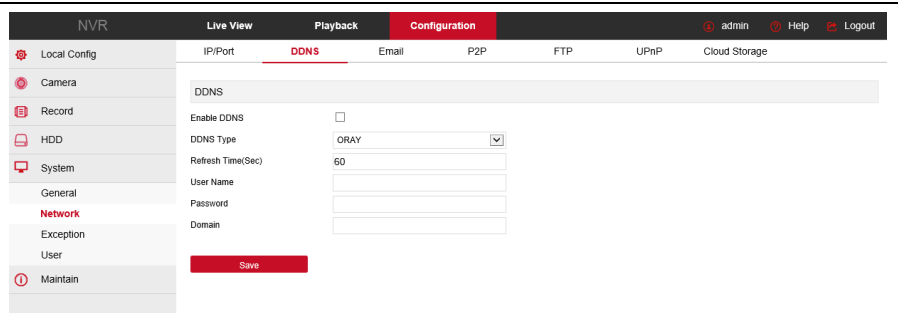 NVR Live View Playback Configuration admin Help Logout
Local Config
Camera
Record
HDD
System
General
Network
Exception
User
Maintain
IP/Port DDNS Email P2P FTP UPnP Cloud Storage
DDNS
Enable DDNS
DDNS Type ORAY
Refresh Time(Sec) 60
User Name
Password
Domain
Save